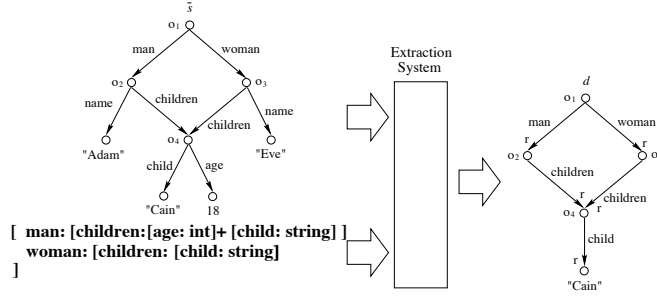 s̄
o1
man
woman
o2
o3
name
children
children
name
"Adam"
o4
"Eve"
child
age
"Cain"
18
[ man: [children:[age: int]+ [child: string] ]
woman: [children: [child: string]
]
Extraction
System
d
o1
man
woman
r
r
o2
o
children
children
r
o4
r
child
r
"Cain"